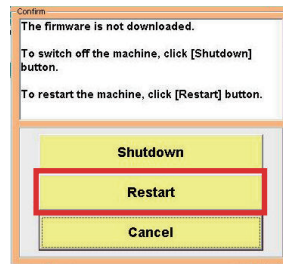 Confirm
The firmware is not downloaded.
To switch off the machine, click [Shutdown]
button.
To restart the machine, click [Restart] button.
Shutdown
Restart
Cancel